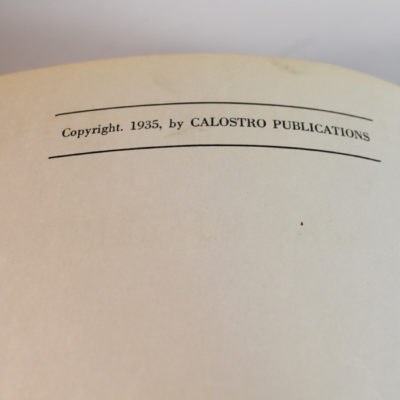 Copyright. 1935, by CALOSTRO PUBLICATIONS